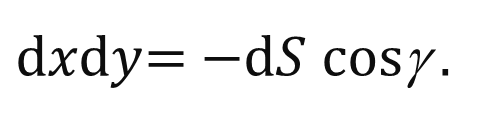 dxdy= −dS cosγ.